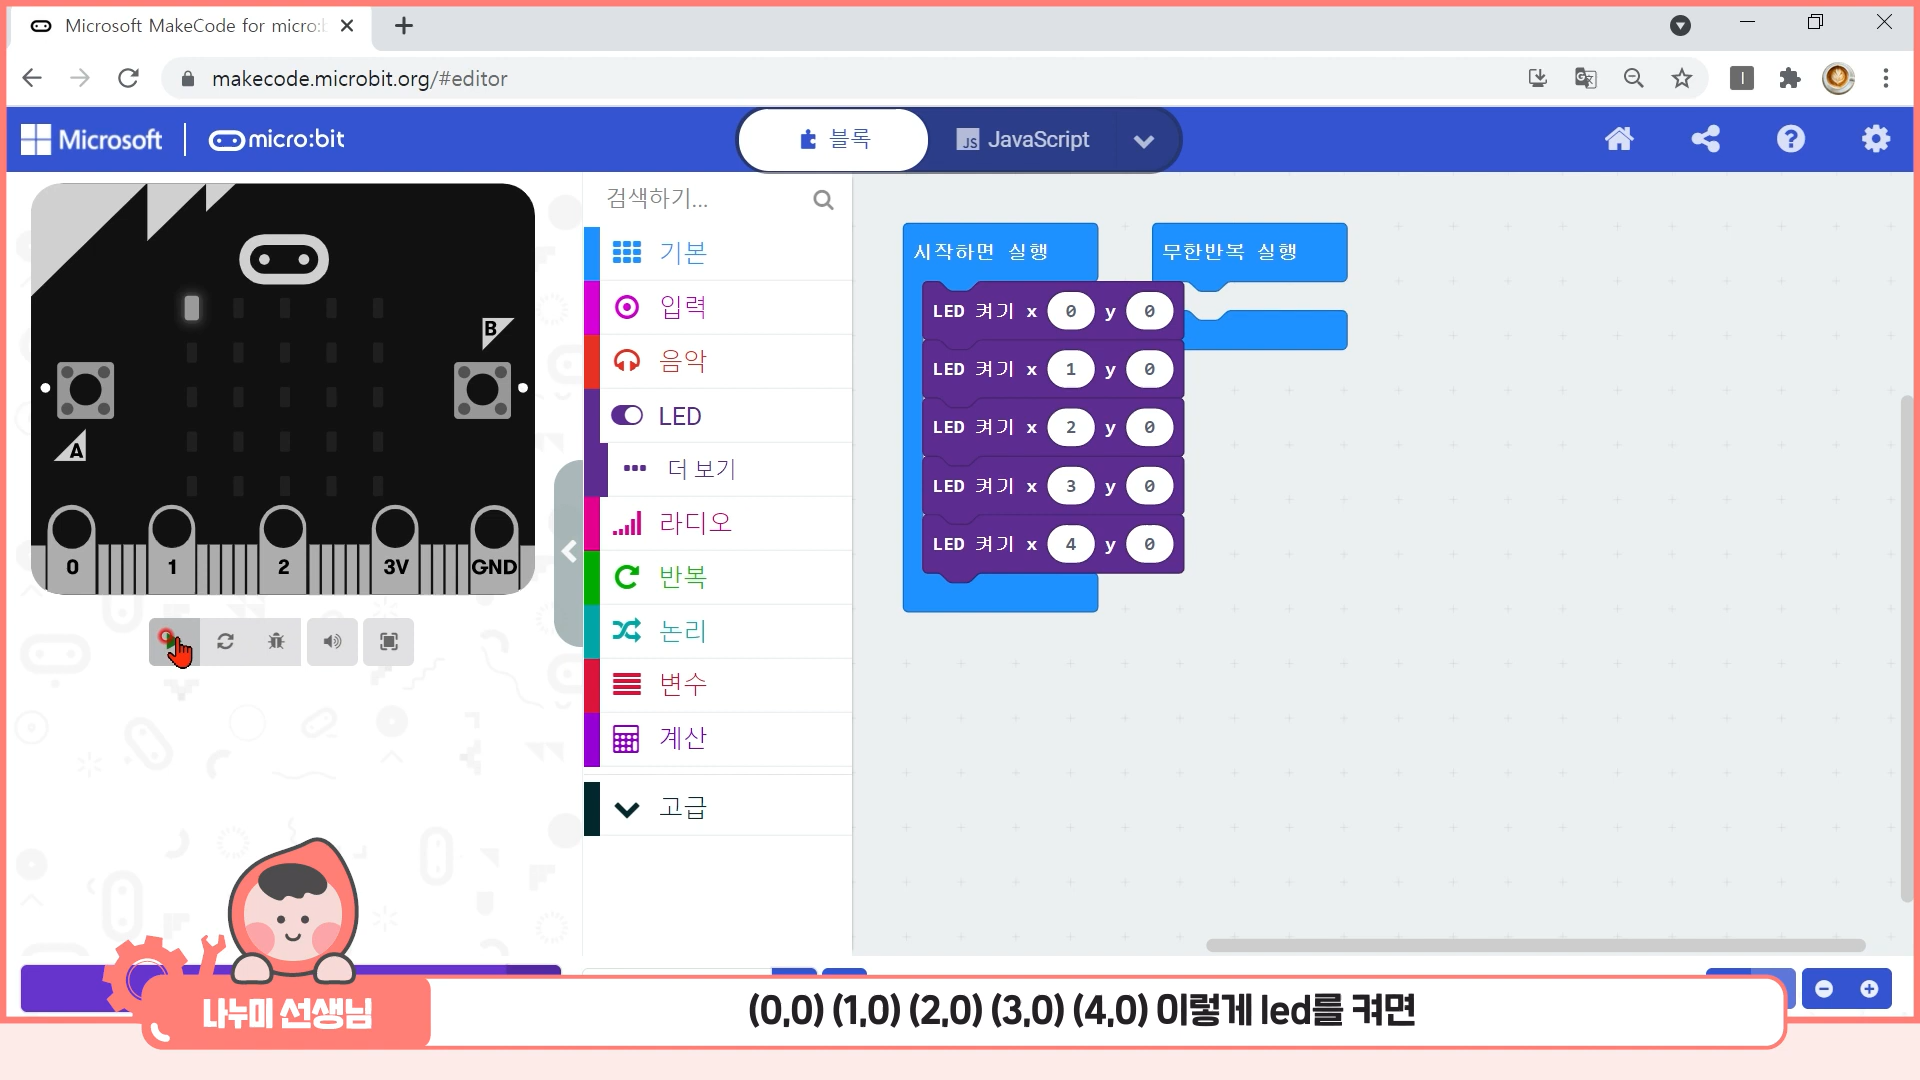 Microsoft MakeCode for micro:b
makecode.microbit.org/#editor
Microsoft
micro:bit
블록
JS
JavaScript
검색하기...
기본
입력
음악
LED
더 보기
라디오
반복
논리
변수
계산
고급
시작하면 실행
LED 켜기 x 0 y 0
LED 켜기 x 1 y 0
LED 켜기 x 2 y 0
LED 켜기 x 3 y 0
LED 켜기 x 4 y 0
무한반복 실행
B
A
0
1
2
3V
GND
나누미 선생님
(0,0) (1,0) (2,0) (3,0) (4,0) 이렇게 led를 켜면